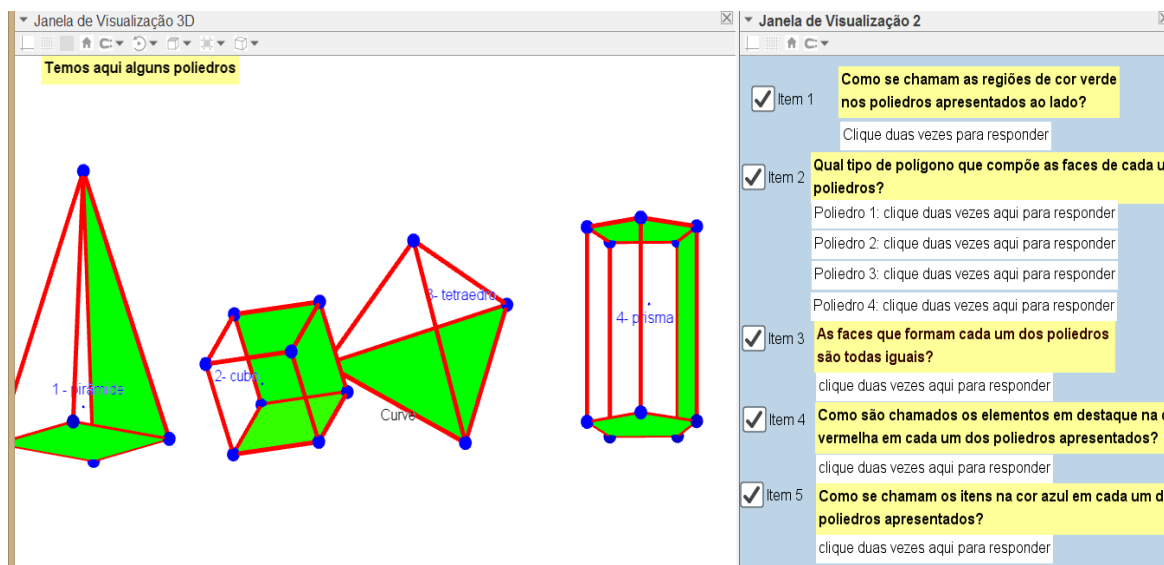 Janela de Visualização 3D
Temos aqui alguns poliedros
1 - pirâmide
2- cubo
3- tetraedro
Curve
4- prisma
Janela de Visualização 2
Item 1
Como se chamam as regiões de cor verde
nos poliedros apresentados ao lado?
Clique duas vezes para responder
Item 2
Qual tipo de polígono que compõe as faces de cada u
poliedros?
Poliedro 1: clique duas vezes aqui para responder
Poliedro 2: clique duas vezes aqui para responder
Poliedro 3: clique duas vezes aqui para responder
Poliedro 4: clique duas vezes aqui para responder
Item 3
As faces que formam cada um dos poliedros
são todas iguais?
clique duas vezes aqui para responder
Item 4
Como são chamados os elementos em destaque na
vermelha em cada um dos poliedros apresentados?
clique duas vezes aqui para responder
Item 5
Como se chamam os itens na cor azul em cada um d
poliedros apresentados?
clique duas vezes aqui para responder